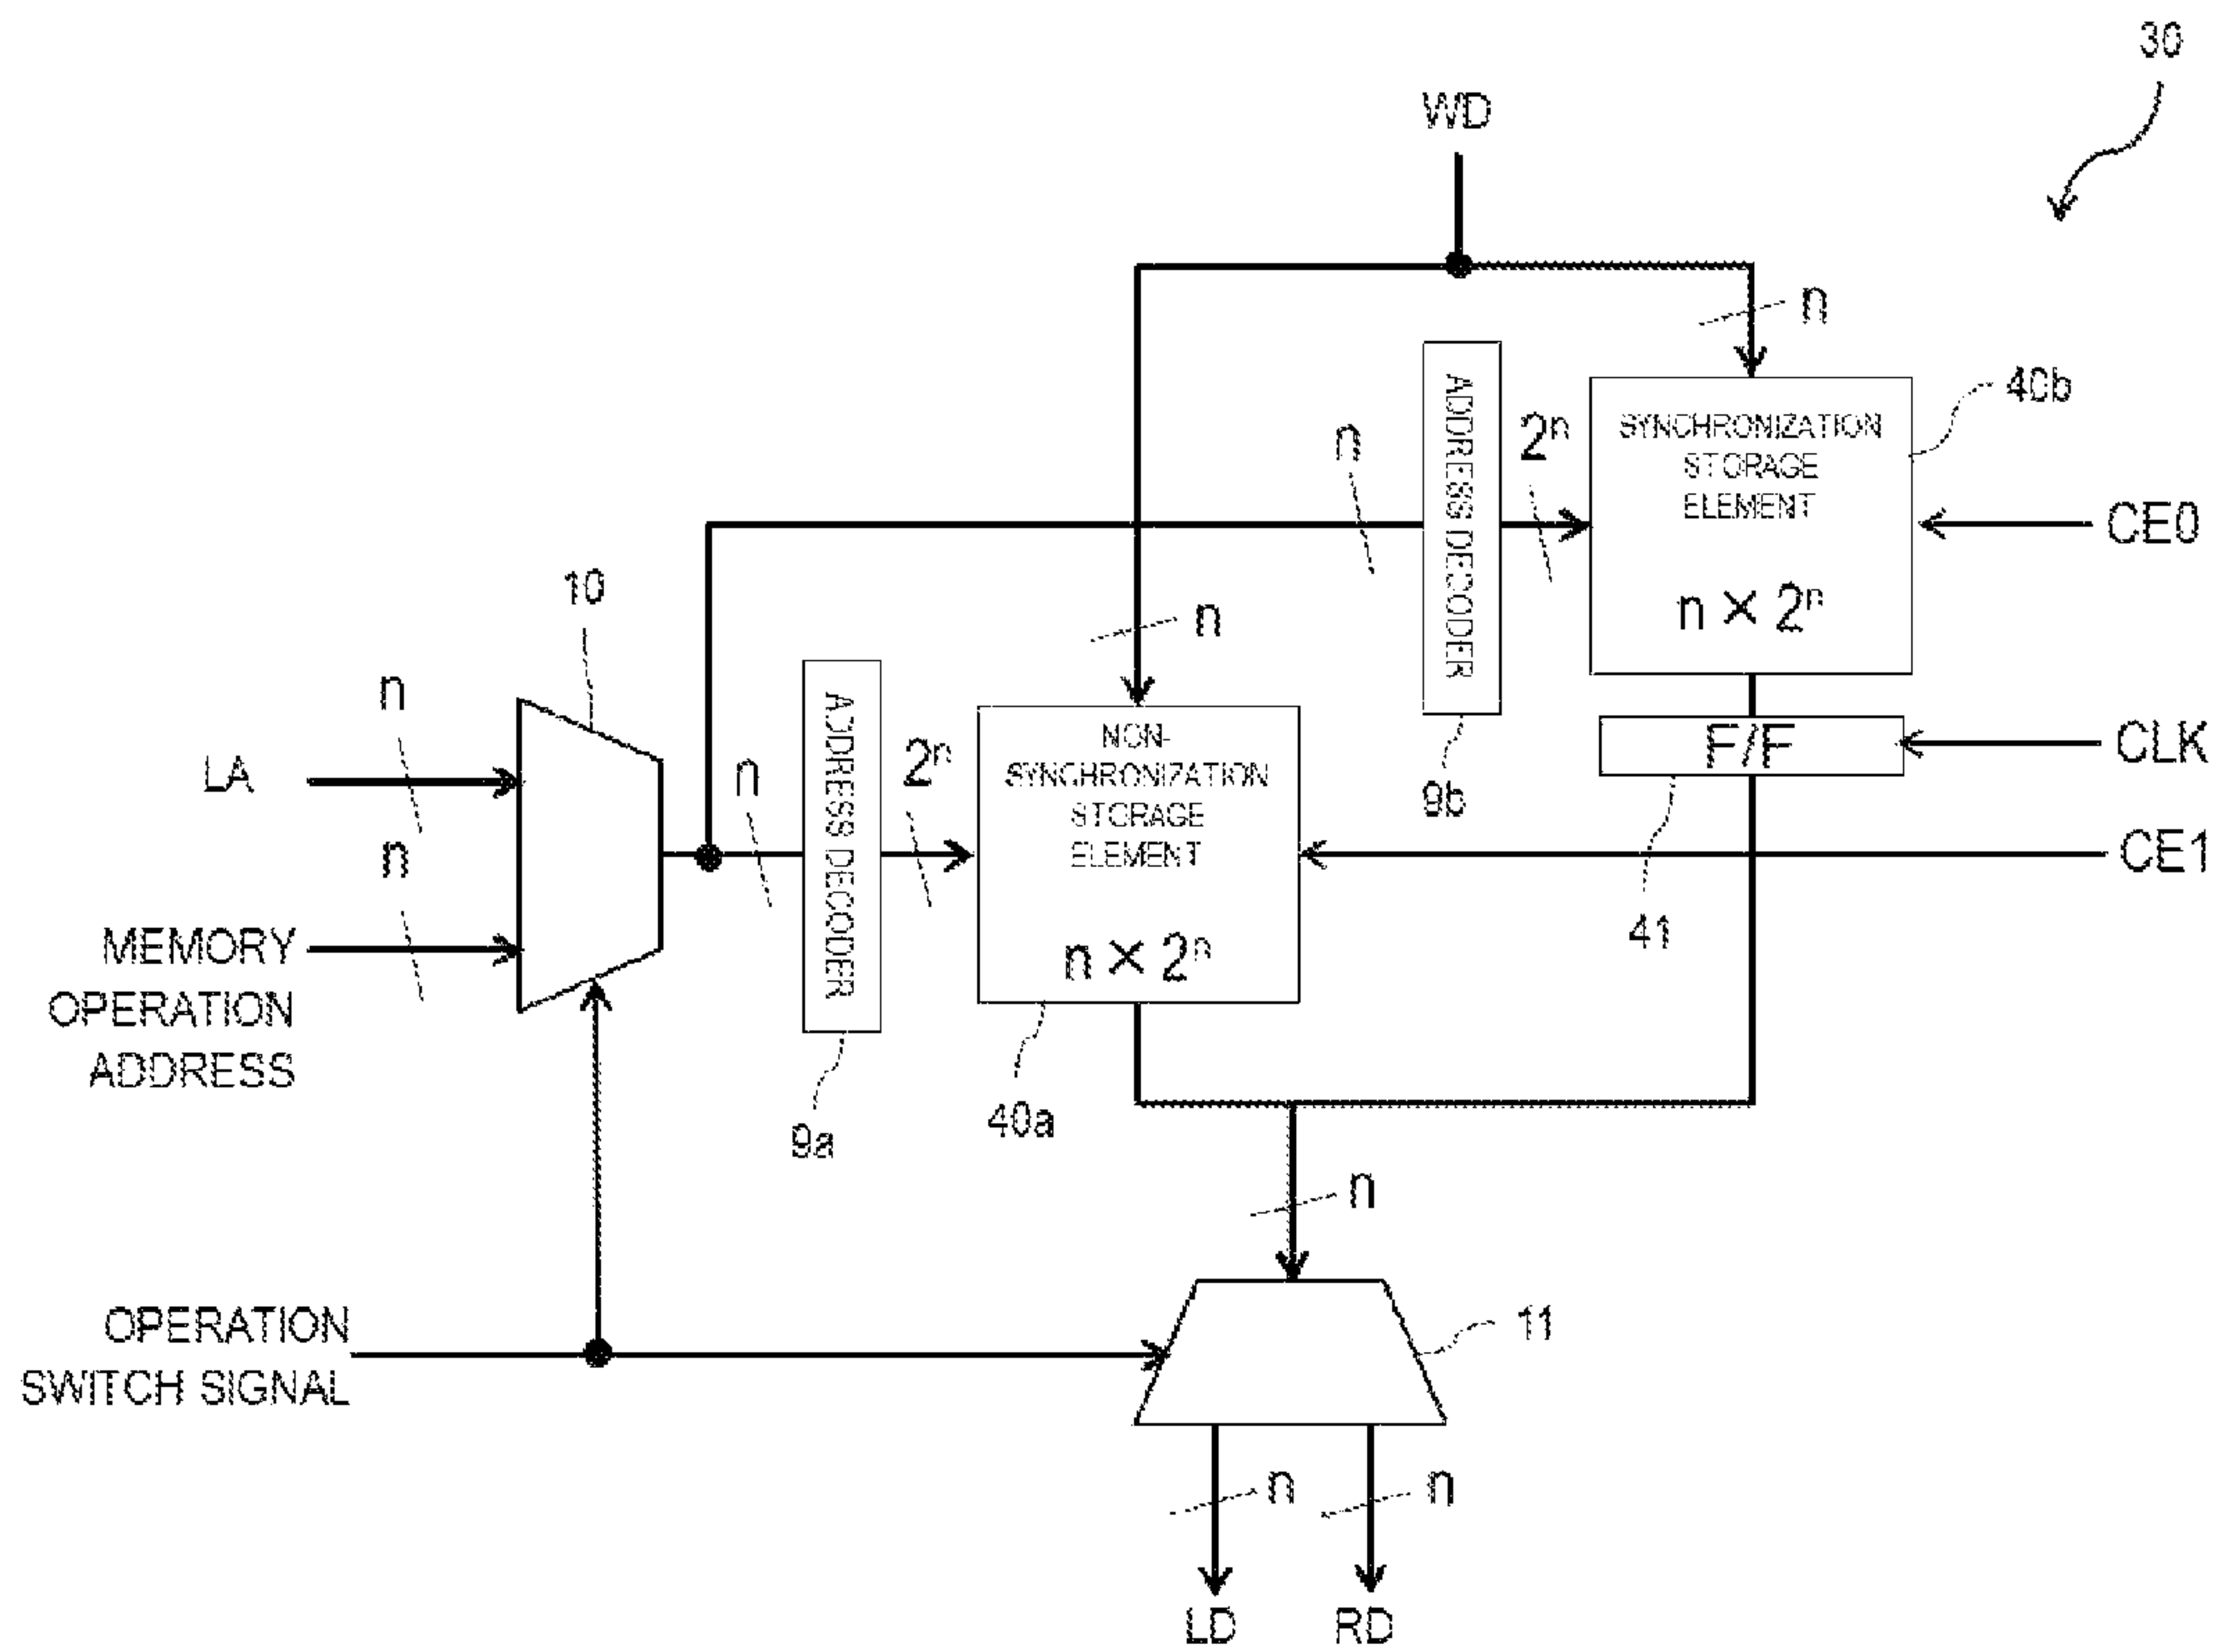 30
WD
n
40b
SYNCHRONIZATION
STORAGE
ELEMENT
n × 2ⁿ
n
ADDRESS DECODER
2ⁿ
CE0
10
n
n
LA
n
MEMORY
OPERATION
ADDRESS
n
ADDRESS DECODER
2ⁿ
NON-
SYNCHRONIZATION
STORAGE
ELEMENT
n × 2ⁿ
F/F
CLK
9b
CE1
41
9a
40a
n
OPERATION
SWITCH SIGNAL
11
n
n
LD
RD